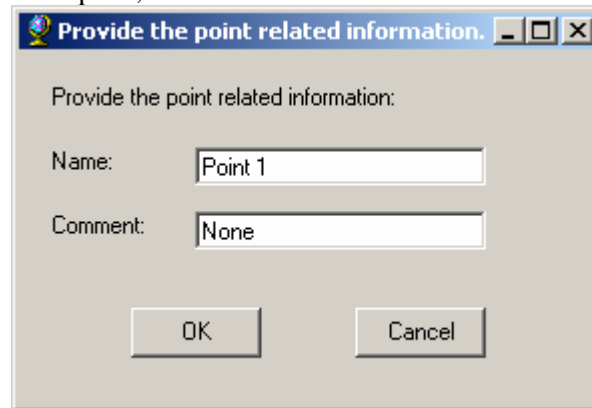 Provide the point related information.
Provide the point related information:
Name: Point 1
Comment: None
OK Cancel